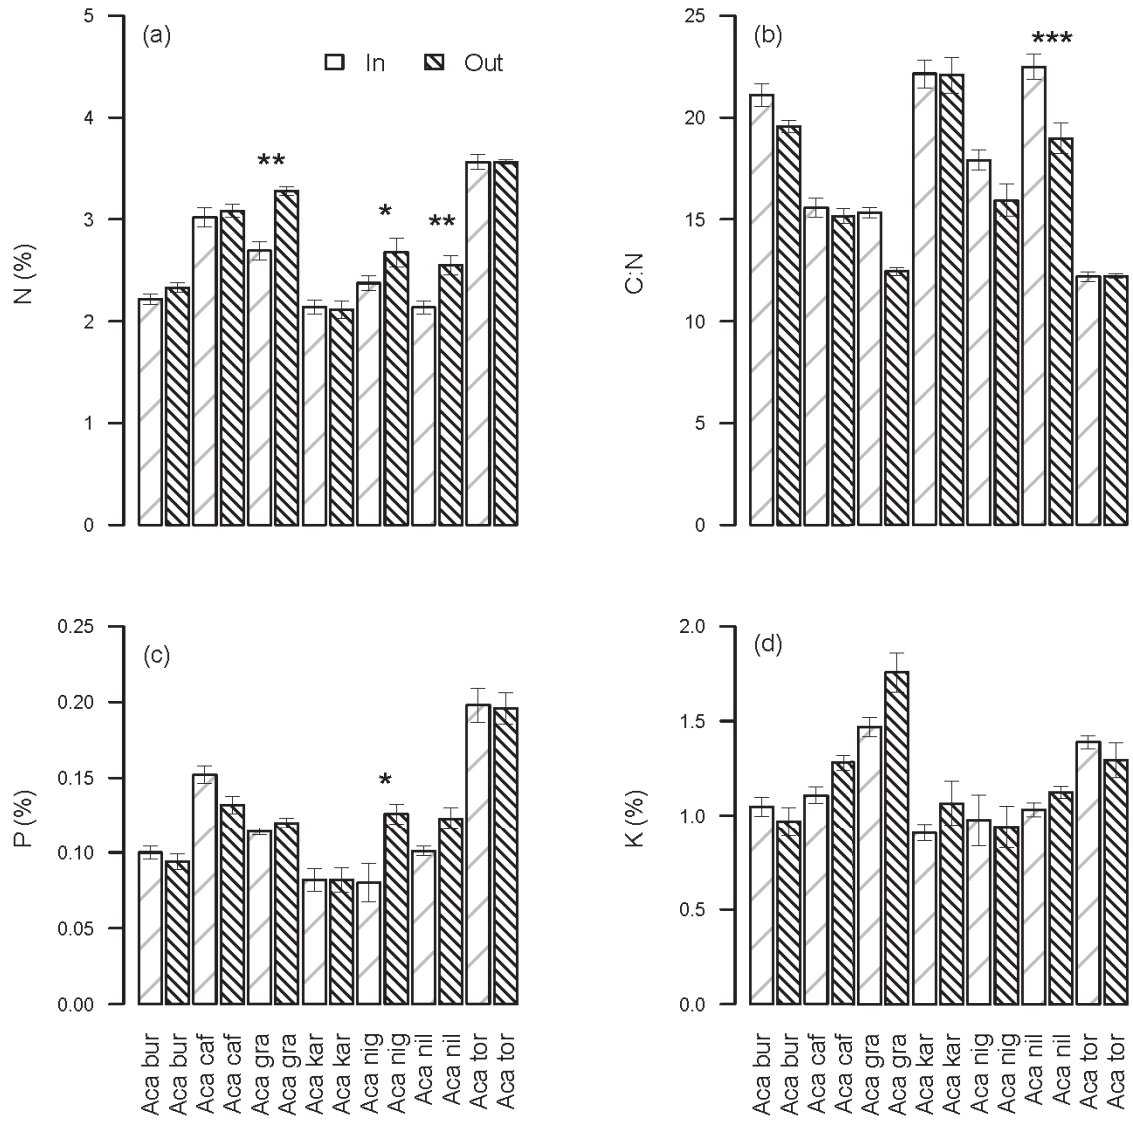 (a)
In Out
**
*
**
5
4
3
2
1
0
N (%)
(b)
***
25
20
15
10
5
0
C:N
(c)
*
0.25
0.20
0.15
0.10
0.05
0.00
P (%)
Aca bur
Aca bur
Aca caf
Aca caf
Aca gra
Aca gra
Aca kar
Aca kar
Aca nig
Aca nig
Aca nil
Aca nil
Aca tor
Aca tor
(d)
2.0
1.5
1.0
0.5
0.0
K (%)
Aca bur
Aca bur
Aca caf
Aca caf
Aca gra
Aca gra
Aca kar
Aca kar
Aca nig
Aca nig
Aca nil
Aca nil
Aca tor
Aca tor